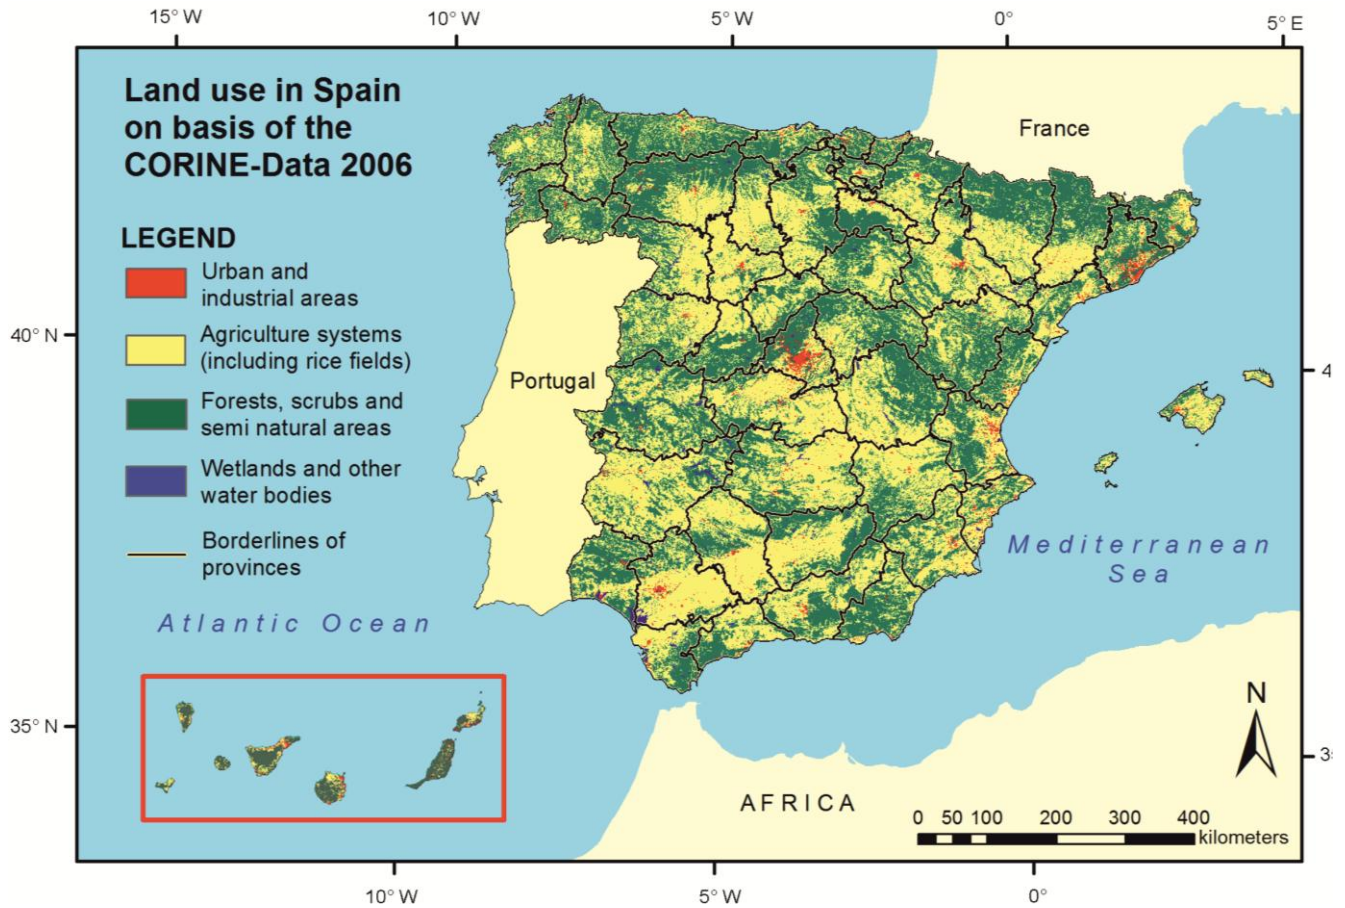 15° W
10° W
5° W
0°
5° E
Land use in Spain
on basis of the
CORINE-Data 2006
France
LEGEND
Urban and
industrial areas
40° N
Agriculture systems
(including rice fields)
Portugal
4
Forests, scrubs and
semi natural areas
Wetlands and other
water bodies
Borderlines of
provinces
Mediterranean
Sea
Atlantic Ocean
N
35° N
3
AFRICA
0 50 100 200 300 400
kilometers
10° W
5° W
0°